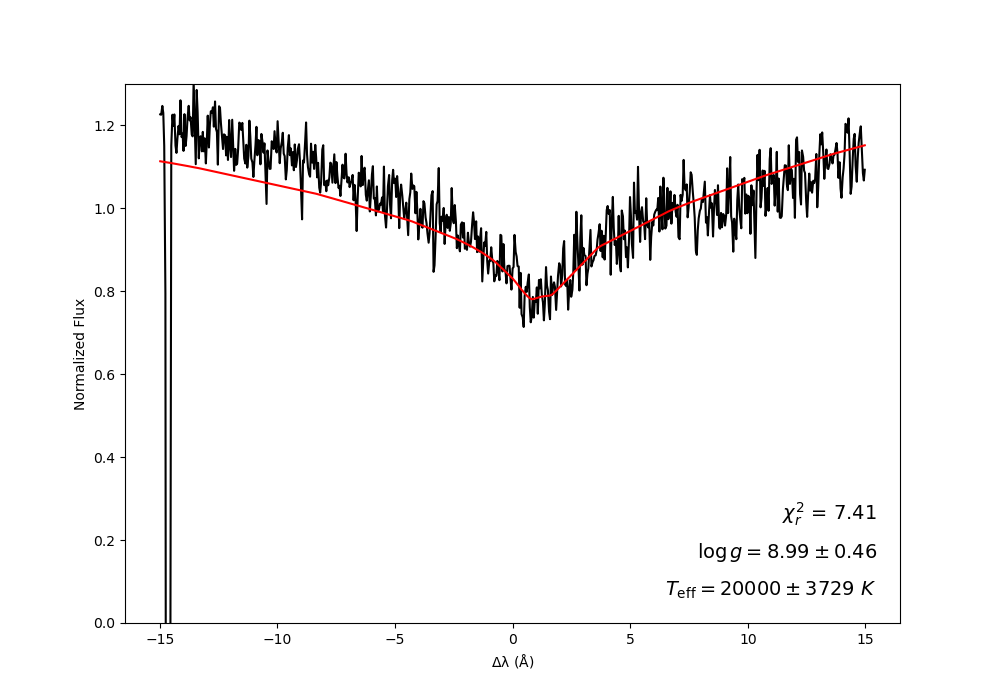 1.2
1.0
0.8
0.6
0.4
0.2
0.0
Normalized Flux
χ²ᵣ = 7.41
log g = 8.99 ± 0.46
T_eff = 20000 ± 3729 K
−15 −10 −5 0 5 10 15
Δλ (Å)